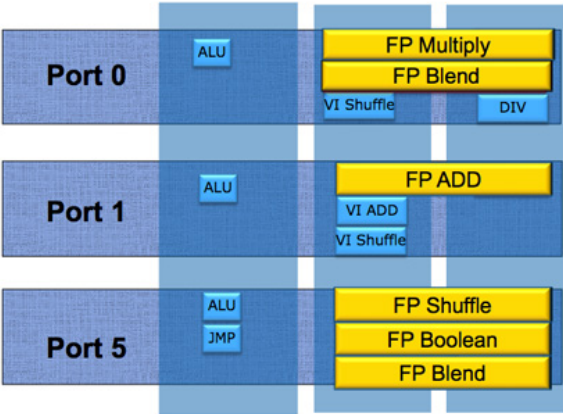 ALU
FP Multiply
Port 0
FP Blend
VI Shuffle
DIV
ALU
FP ADD
Port 1
VI ADD
VI Shuffle
ALU
FP Shuffle
Port 5
JMP
FP Boolean
FP Blend